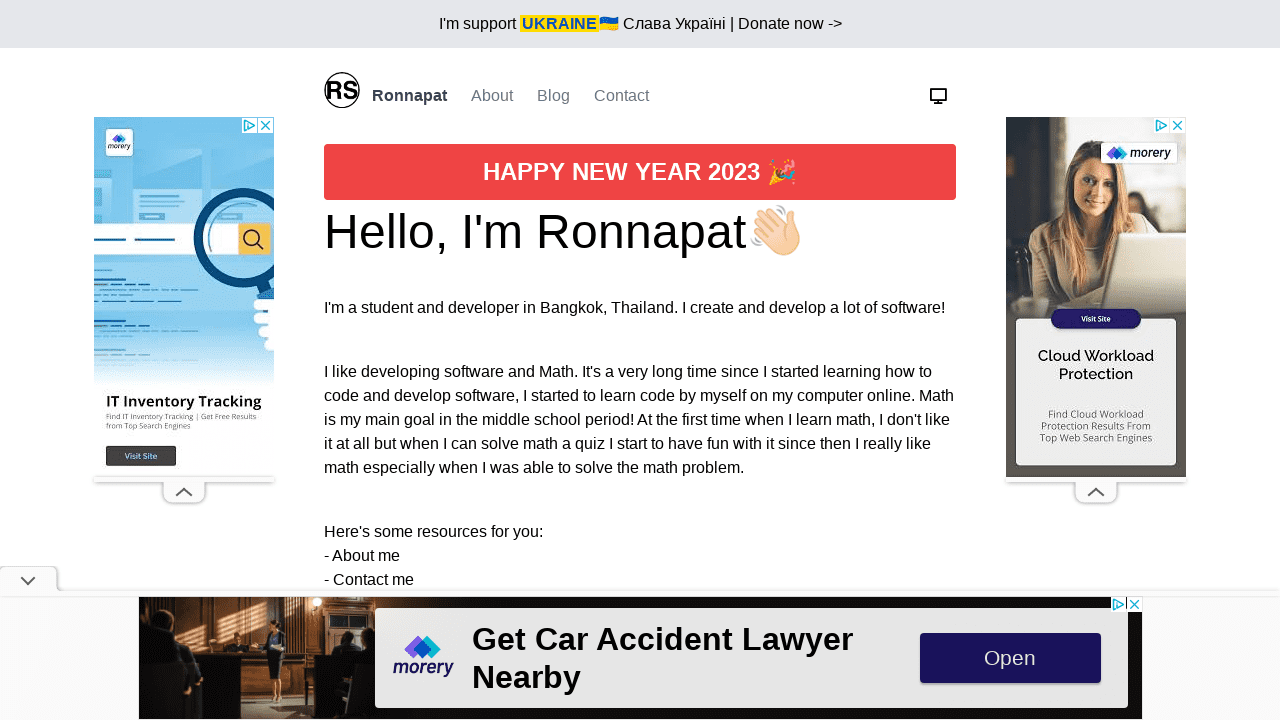 I'm support UKRAINE🇺🇦 Слава Україні | Donate now ->
RS Ronnapat About Blog Contact
HAPPY NEW YEAR 2023 🎉
Hello, I'm Ronnapat👋🏻
I'm a student and developer in Bangkok, Thailand. I create and develop a lot of software!
I like developing software and Math. It's a very long time since I started learning how to
code and develop software, I started to learn code by myself on my computer online. Math
is my main goal in the middle school period! At the first time when I learn math, I don't like
it at all but when I can solve math a quiz I start to have fun with it since then I really like
math especially when I was able to solve the math problem.
Here's some resources for you:
- About me
- Contact me
morery
IT Inventory Tracking
Find IT Inventory Tracking | Get Free Results
from Top Search Engines
Visit Site
morery
Visit Site
Cloud Workload
Protection
Find Cloud Workload
Protection Results From
Top Web Search Engines
morery
Get Car Accident Lawyer
Nearby
Open